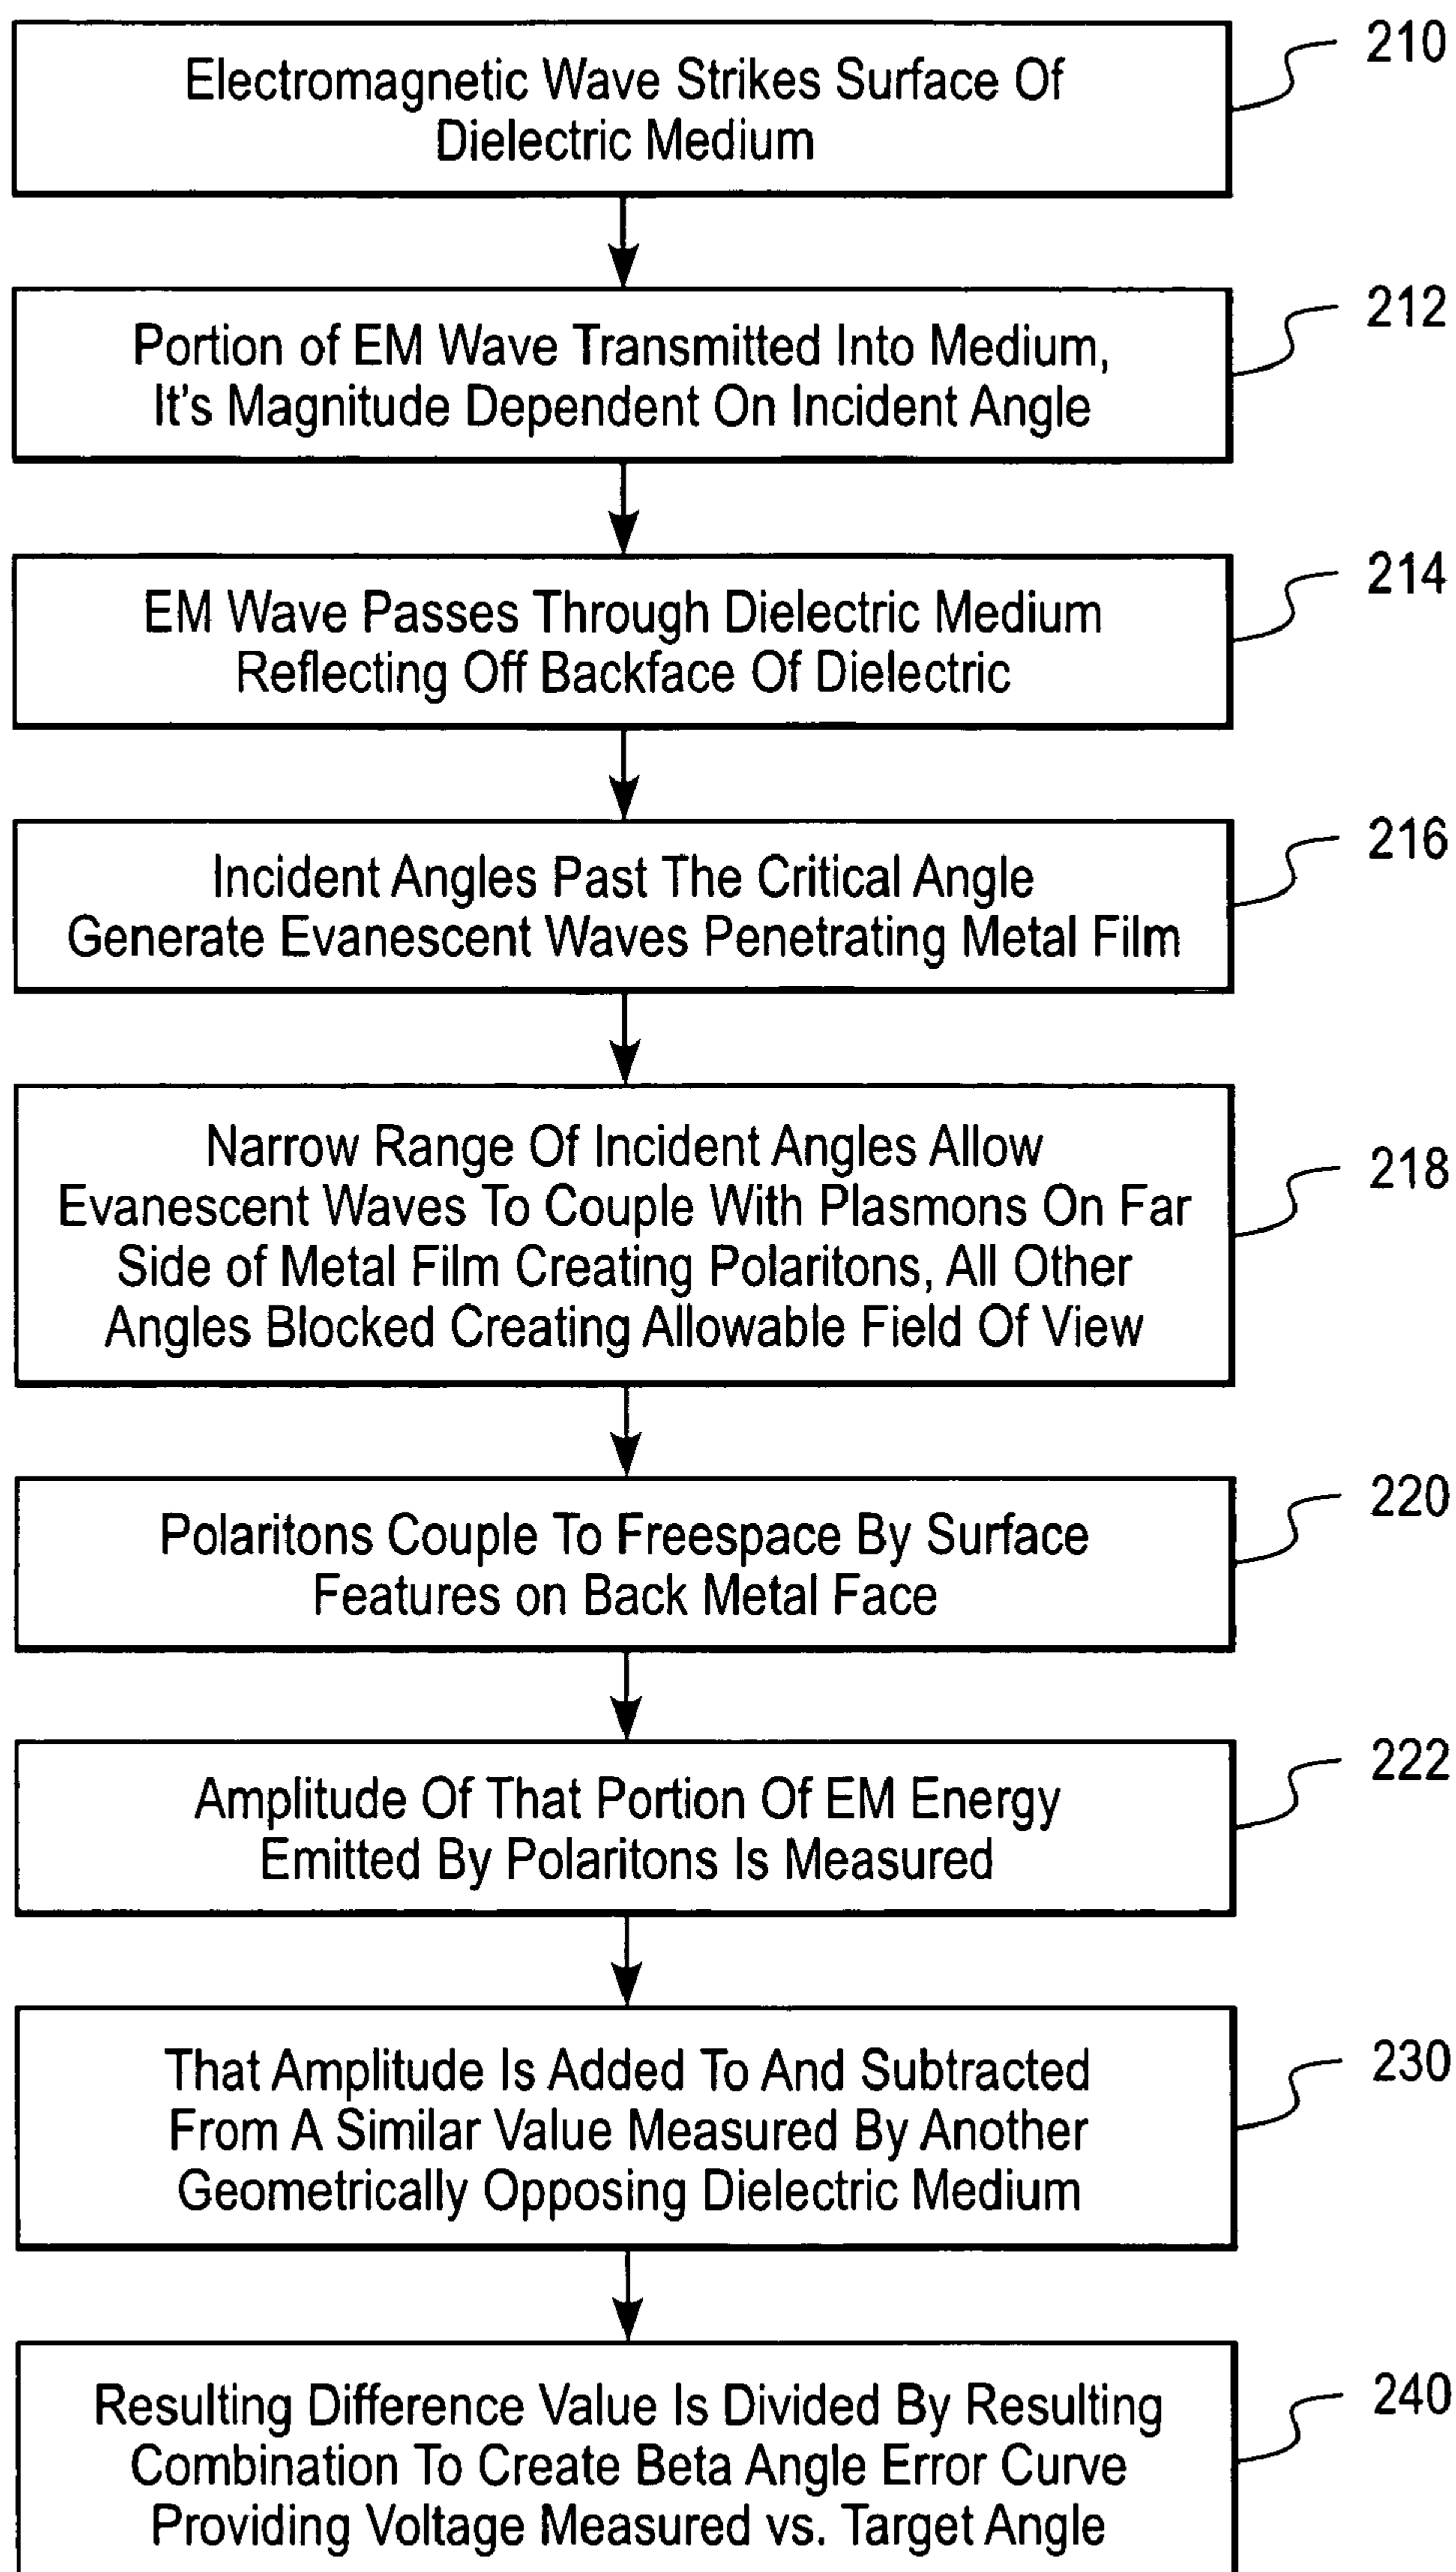 Electromagnetic Wave Strikes Surface Of
Dielectric Medium
210
Portion of EM Wave Transmitted Into Medium,
It's Magnitude Dependent On Incident Angle
212
EM Wave Passes Through Dielectric Medium
Reflecting Off Backface Of Dielectric
214
Incident Angles Past The Critical Angle
Generate Evanescent Waves Penetrating Metal Film
216
Narrow Range Of Incident Angles Allow
Evanescent Waves To Couple With Plasmons On Far
Side of Metal Film Creating Polaritons, All Other
Angles Blocked Creating Allowable Field Of View
218
Polaritons Couple To Freespace By Surface
Features on Back Metal Face
220
Amplitude Of That Portion Of EM Energy
Emitted By Polaritons Is Measured
222
That Amplitude Is Added To And Subtracted
From A Similar Value Measured By Another
Geometrically Opposing Dielectric Medium
230
Resulting Difference Value Is Divided By Resulting
Combination To Create Beta Angle Error Curve
Providing Voltage Measured vs. Target Angle
240